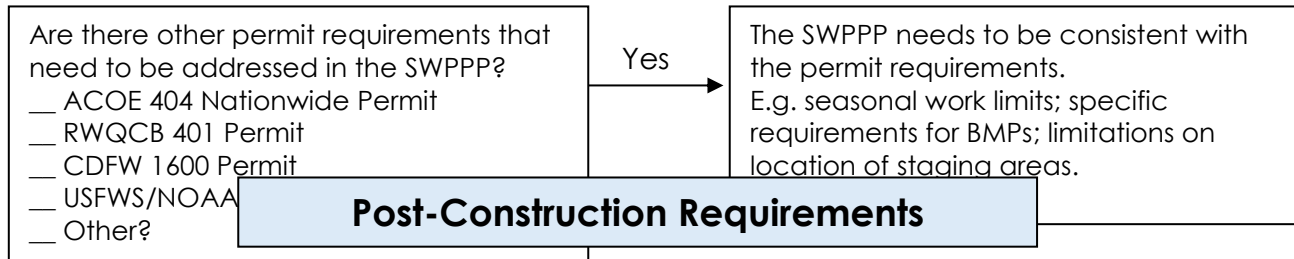 Are there other permit requirements that
need to be addressed in the SWPPP?
__ ACOE 404 Nationwide Permit
__ RWQCB 401 Permit
__ CDFW 1600 Permit
__ USFWS/NOAA
__ Other?
Yes
The SWPPP needs to be consistent with
the permit requirements.
E.g. seasonal work limits; specific
requirements for BMPs; limitations on
location of staging areas.
Post-Construction Requirements